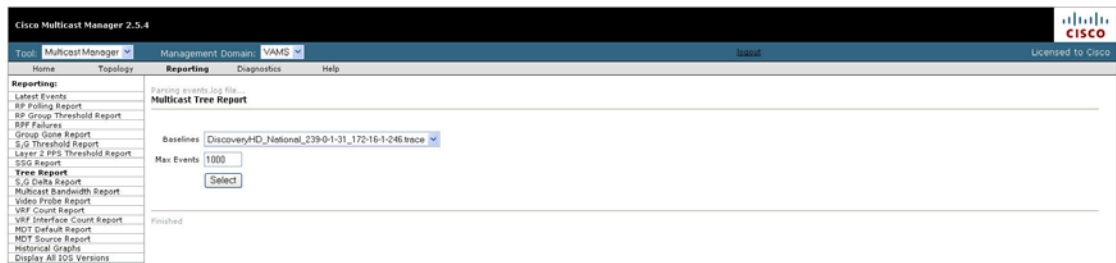 Cisco Multicast Manager 2.5.4
CISCO
Tool: Multicast Manager Management Domain: VAMS logout Licensed to Cisco
Home Topology Reporting Diagnostics Help
Reporting:
Latest Events
RP Polling Report
RP Group Threshold Report
RPF Failures
Group Gone Report
S,G Threshold Report
Layer 2 PPS Threshold Report
SSG Report
Tree Report
S,G Delta Report
Multicast Bandwidth Report
Video Probe Report
VRF Count Report
VRF Interface Count Report
MDT Default Report
MDT Source Report
Historical Graphs
Display All IOS Versions
Parsing events.log file...
Multicast Tree Report
Baselines DiscoveryHD_National_239-0-1-31_172-16-1-246.trace
Max Events 1000
Select
Finished